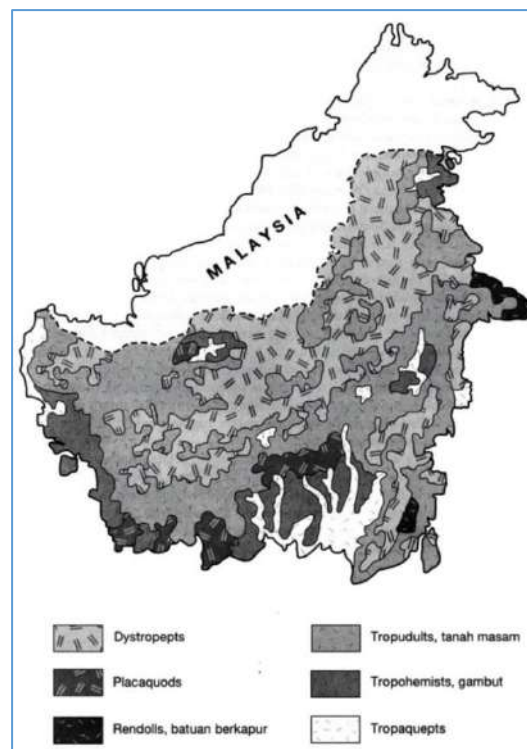 MALAYSIA
Dystropepts
Tropudults, tanah masam
Placaquods
Tropohemists, gambut
Rendolls, batuan berkapur
Tropaquepts